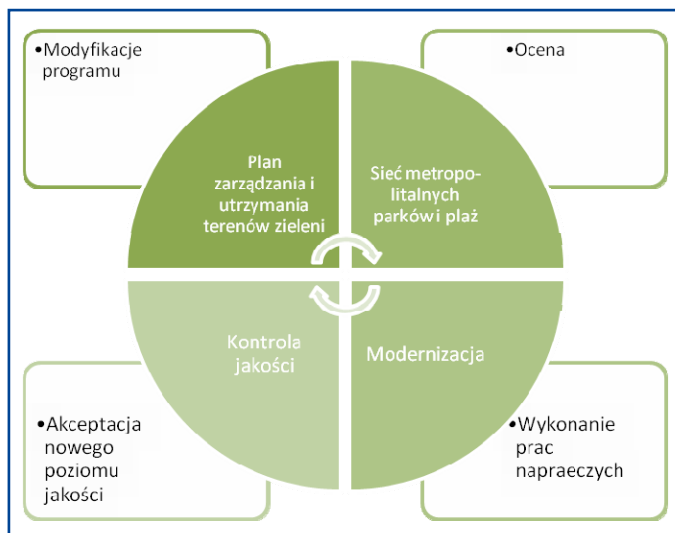 •Modyfikacje
programu
•Ocena
Plan
zarządzania i
utrzymania
terenów zieleni
Sieć metropo-
litalnych
parków i plaż
Kontrola
jakości
Modernizacja
•Akceptacja
nowego
poziomu
jakości
•Wykonanie
prac
napraeczych